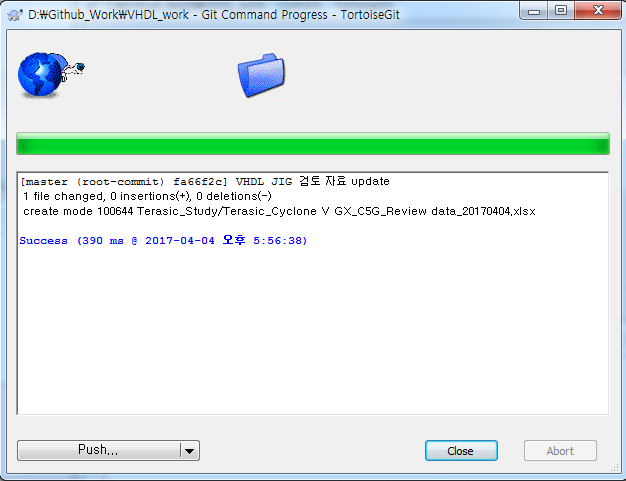 D:₩Github_Work₩VHDL_work - Git Command Progress - TortoiseGit
[master (root-commit) fa66f2c] VHDL JIG 검토 자료 update
1 file changed, 0 insertions(+), 0 deletions(-)
create mode 100644 Terasic_Study/Terasic_Cyclone V GX_C5G_Review data_20170404.xlsx
Success (390 ms @ 2017-04-04 오후 5:56:38)
Push...
Close
Abort